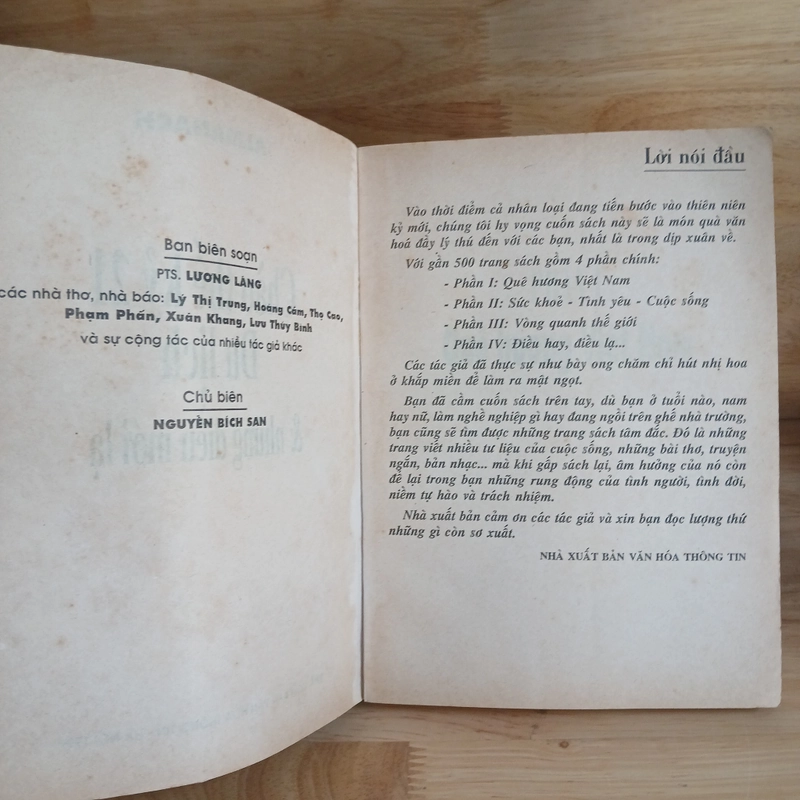 Ban biên soạn
PTS. LƯƠNG LĂNG
các nhà thơ, nhà báo: Lý Thị Trung, Hoàng Cầm, Thọ Cao,
Phạm Phấn, Xuân Khang, Lưu Thúy Bình
và sự cộng tác của nhiều tác giả khác
Chủ biên
NGUYỄN BÍCH SAN
Lời nói đầu
Vào thời điểm cả nhân loại đang tiến bước vào thiên niên
kỷ mới, chúng tôi hy vọng cuốn sách này sẽ là món quà văn
hoá đầy lý thú đến với các bạn, nhất là trong dịp xuân về.
Với gần 500 trang sách gồm 4 phần chính:
- Phần I: Quê hương Việt Nam
- Phần II: Sức khoẻ - Tình yêu - Cuộc sống
- Phần III: Vòng quanh thế giới
- Phần IV: Điều hay, điều lạ...
Các tác giả đã thực sự như bày ong chăm chỉ hút nhị hoa
ở khắp miền để làm ra mật ngọt.
Bạn đã cầm cuốn sách trên tay, dù bạn ở tuổi nào, nam
hay nữ, làm nghề nghiệp gì hay đang ngồi trên ghế nhà trường,
bạn cũng sẽ tìm được những trang sách tâm đắc. Đó là những
trang viết nhiều tư liệu của cuộc sống, những bài thơ, truyện
ngắn, bản nhạc... mà khi gấp sách lại, âm hưởng của nó còn
để lại trong bạn những rung động của tình người, tình đời,
niềm tự hào và trách nhiệm.
Nhà xuất bản cảm ơn các tác giả và xin bạn đọc lượng thứ
những gì còn sơ xuất.
NHÀ XUẤT BẢN VĂN HÓA THÔNG TIN